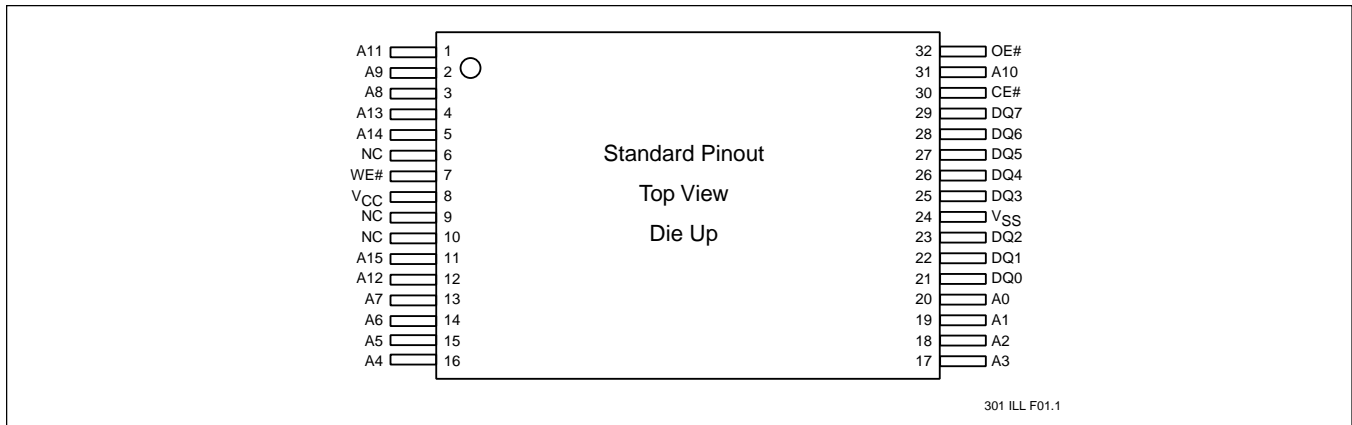 A11 1 32 OE#
A9 2 31 A10
A8 3 30 CE#
A13 4 29 DQ7
A14 5 28 DQ6
NC 6 27 DQ5
WE# 7 26 DQ4
VCC 8 25 DQ3
NC 9 24 VSS
NC 10 23 DQ2
A15 11 22 DQ1
A12 12 21 DQ0
A7 13 20 A0
A6 14 19 A1
A5 15 18 A2
A4 16 17 A3
Standard Pinout
Top View
Die Up
301 ILL F01.1